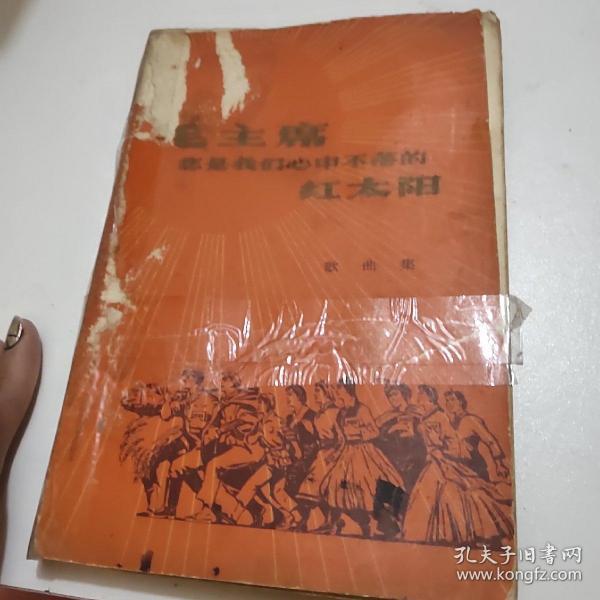 毛主席
您是我们心中不落的
红太阳
歌曲集
孔夫子旧书网
www.kongfz.com